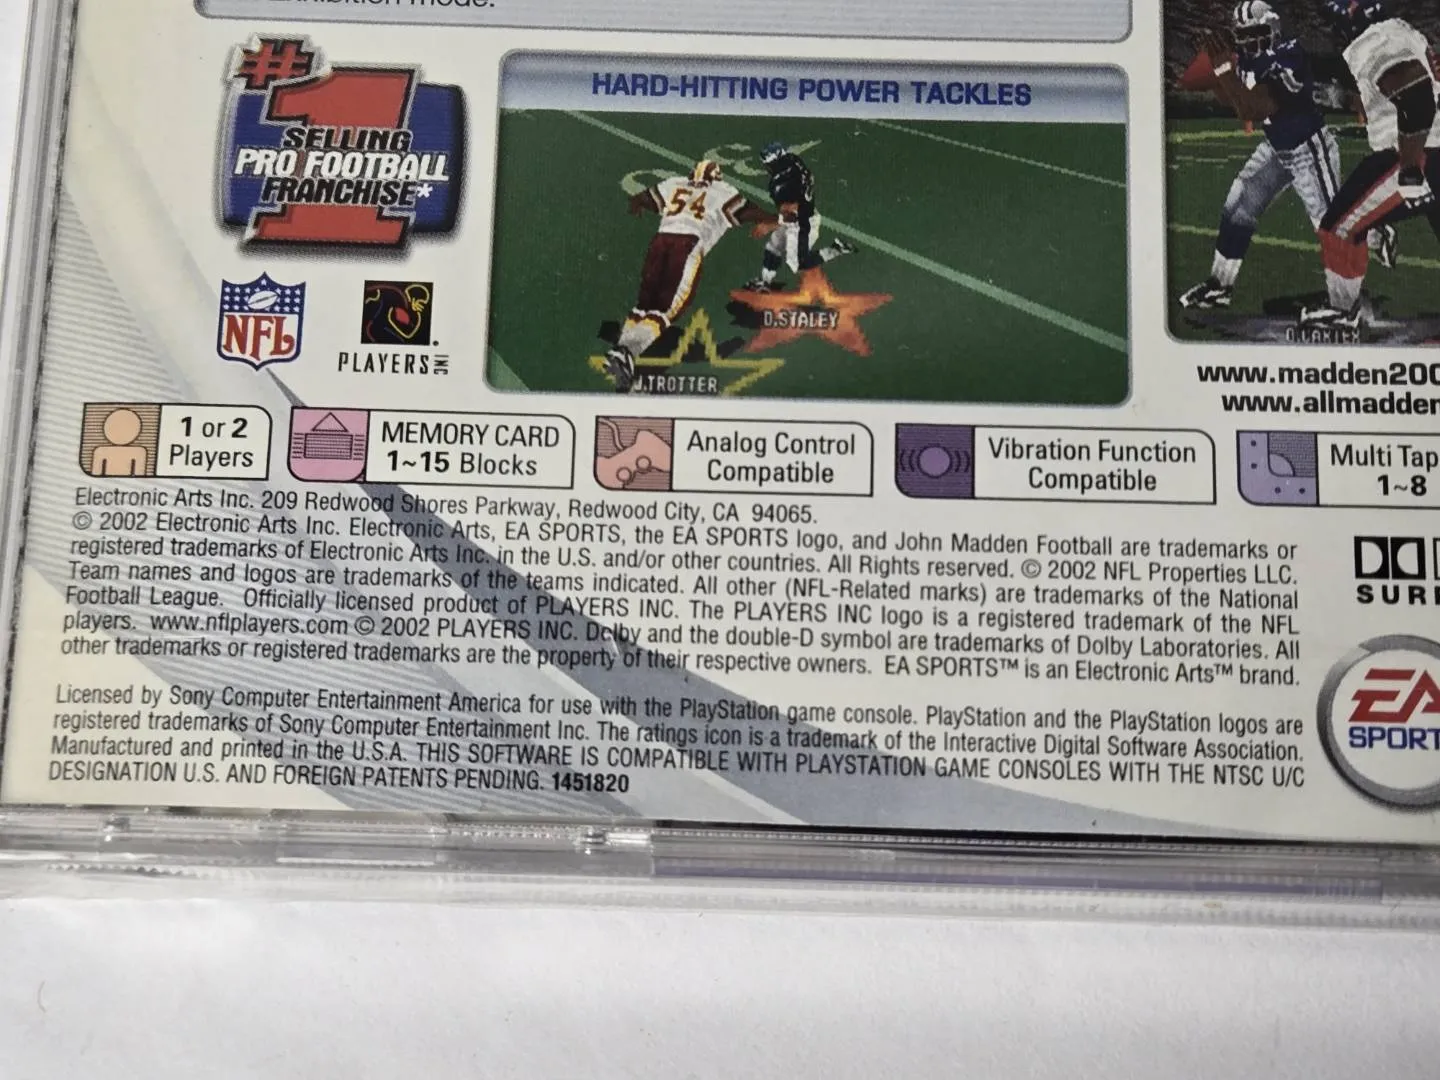 Exhibition mode.
#1
SELLING
PRO FOOTBALL
FRANCHISE*
HARD-HITTING POWER TACKLES
54
D.STALEY
J.TROTTER
NFL
PLAYERS INC
www.madden200
www.allmadden
1 or 2
Players
MEMORY CARD
1~15 Blocks
Analog Control
Compatible
Vibration Function
Compatible
Multi Tap
1~8
Electronic Arts Inc. 209 Redwood Shores Parkway, Redwood City, CA 94065.
© 2002 Electronic Arts Inc. Electronic Arts, EA SPORTS, the EA SPORTS logo, and John Madden Football are trademarks or
registered trademarks of Electronic Arts Inc. in the U.S. and/or other countries. All Rights reserved. © 2002 NFL Properties LLC.
Team names and logos are trademarks of the teams indicated. All other (NFL-Related marks) are trademarks of the National
Football League. Officially licensed product of PLAYERS INC. The PLAYERS INC logo is a registered trademark of the NFL
players. www.nflplayers.com © 2002 PLAYERS INC. Dolby and the double-D symbol are trademarks of Dolby Laboratories. All
other trademarks or registered trademarks are the property of their respective owners. EA SPORTS™ is an Electronic Arts™ brand.
Licensed by Sony Computer Entertainment America for use with the PlayStation game console. PlayStation and the PlayStation logos are
registered trademarks of Sony Computer Entertainment Inc. The ratings icon is a trademark of the Interactive Digital Software Association.
Manufactured and printed in the U.S.A. THIS SOFTWARE IS COMPATIBLE WITH PLAYSTATION GAME CONSOLES WITH THE NTSC U/C
DESIGNATION U.S. AND FOREIGN PATENTS PENDING. 1451820
EA
SPORT